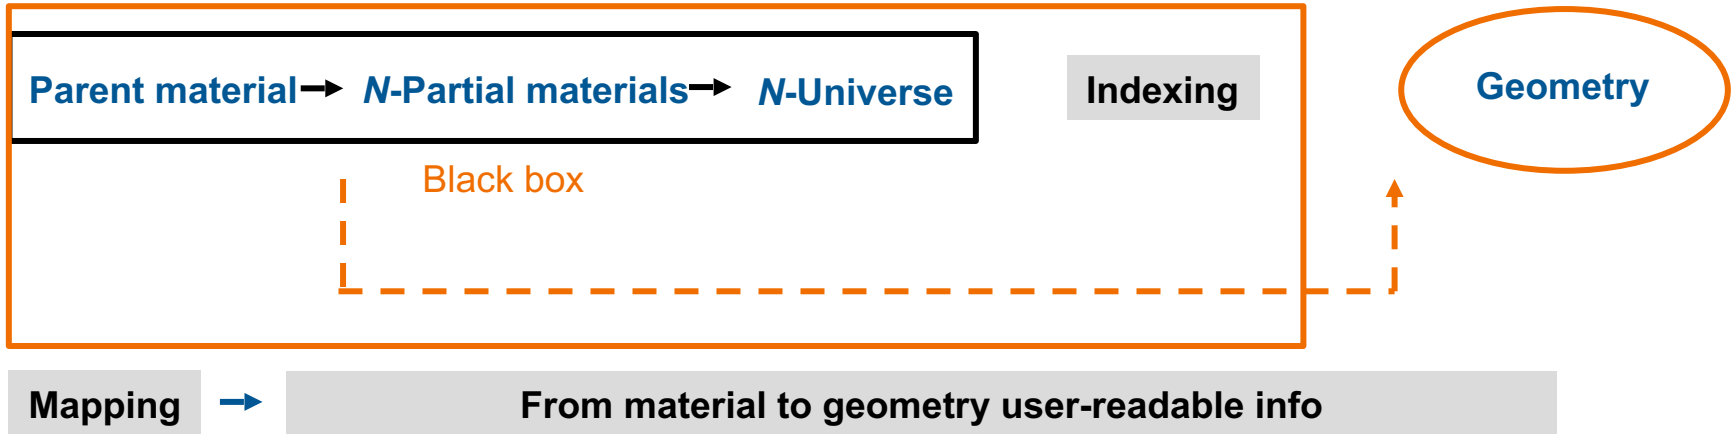 Parent material N-Partial materials N-Universe Indexing Geometry
Black box
Mapping From material to geometry user-readable info